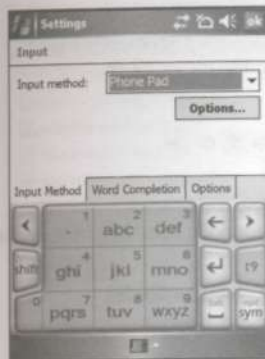 Settings ok
Input
Input method: Phone Pad
Options...
Input Method Word Completion Options
1 2 abc 3 def
shift 4 ghi 5 jkl 6 mno t9
0 7 pqrs 8 tuv 9 wxyz sym